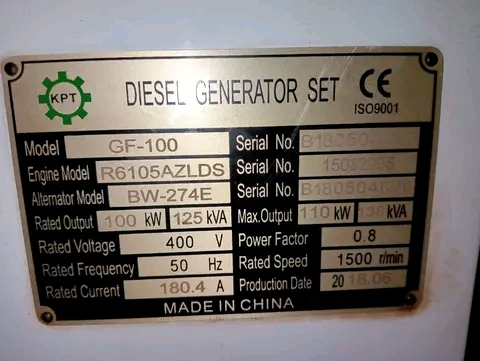 KPT
DIESEL GENERATOR SET CE
ISO9001
Model GF-100 Serial No.
Engine Model R6105AZLDS Serial No.
Alternator Model BW-274E Serial No.
Rated Output 100 kW 125 kVA Max.Output 110 kW kVA
Rated Voltage 400 V Power Factor 0.8
Rated Frequency 50 Hz Rated Speed 1500 r/min
Rated Current 180.4 A Production Date 20 18.06
MADE IN CHINA